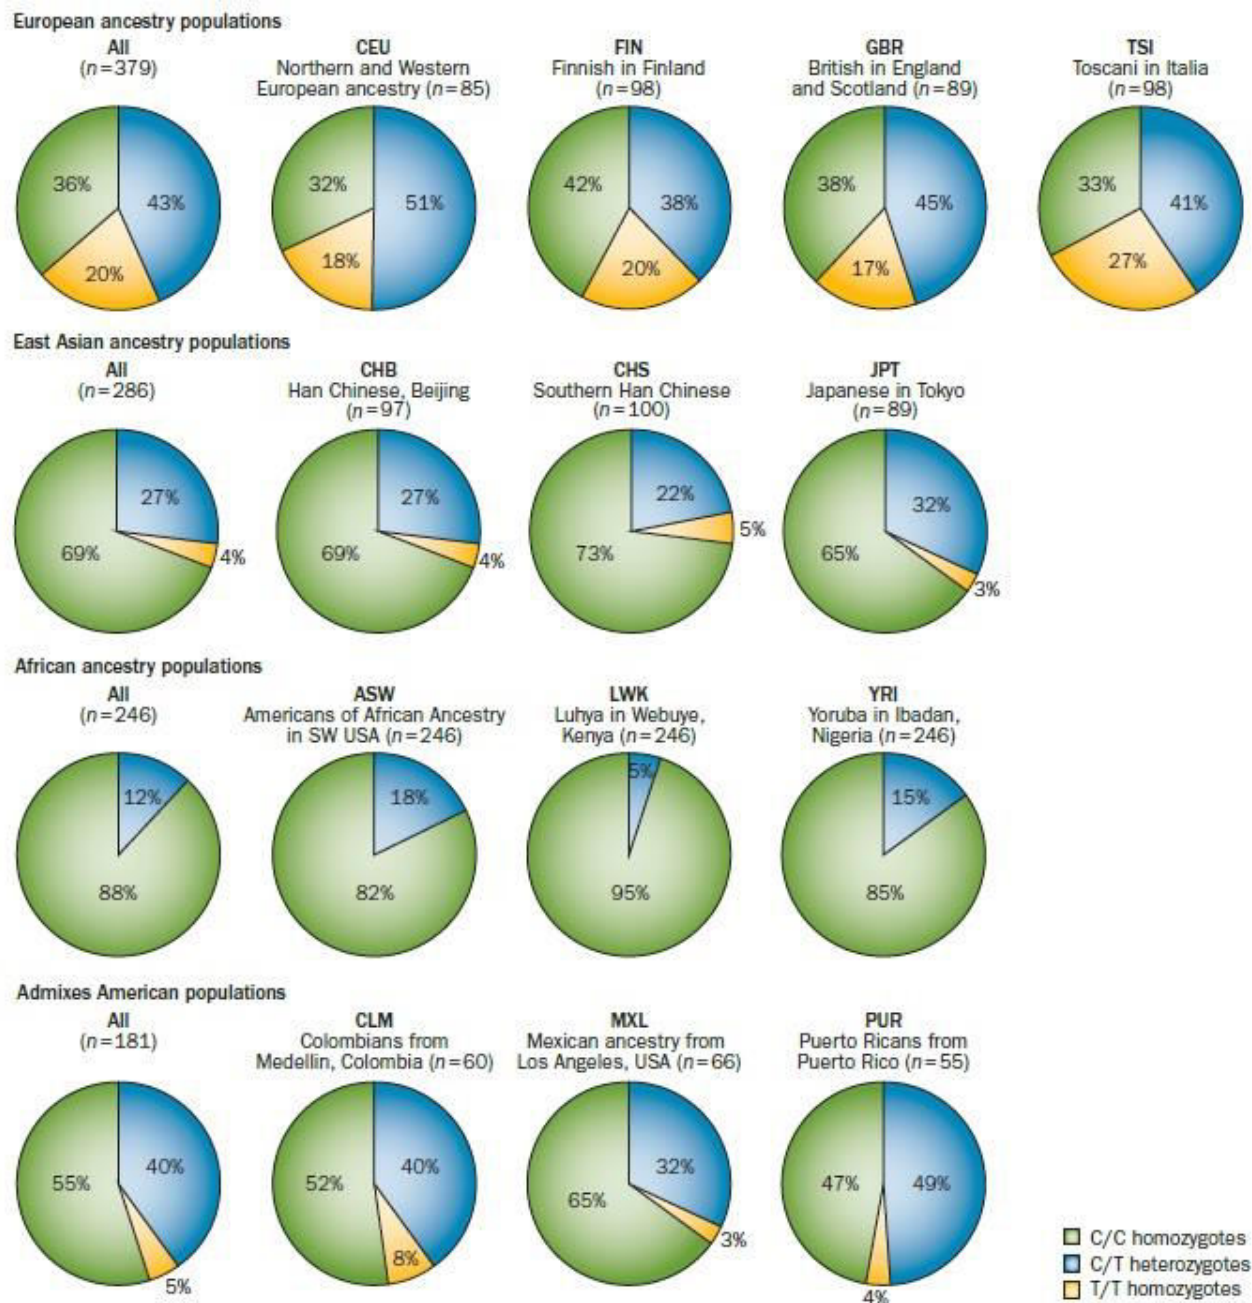 European ancestry populations
All
(n=379)
CEU
Northern and Western
European ancestry (n=85)
FIN
Finnish in Finland
(n=98)
GBR
British in England
and Scotland (n=89)
TSI
Toscani in Italia
(n=98)
36%
43%
20%
32%
51%
18%
42%
38%
20%
38%
45%
17%
33%
41%
27%
East Asian ancestry populations
All
(n=286)
CHB
Han Chinese, Beijing
(n=97)
CHS
Southern Han Chinese
(n=100)
JPT
Japanese in Tokyo
(n=89)
27%
69%
4%
27%
69%
4%
22%
73%
5%
32%
65%
3%
African ancestry populations
All
(n=246)
ASW
Americans of African Ancestry
in SW USA (n=246)
LWK
Luhya in Webuye,
Kenya (n=246)
YRI
Yoruba in Ibadan,
Nigeria (n=246)
12%
88%
18%
82%
5%
95%
15%
85%
Admixes American populations
All
(n=181)
CLM
Colombians from
Medellin, Colombia (n=60)
MXL
Mexican ancestry from
Los Angeles, USA (n=66)
PUR
Puerto Ricans from
Puerto Rico (n=55)
55%
40%
5%
52%
40%
8%
65%
32%
3%
47%
49%
4%
C/C homozygotes
C/T heterozygotes
T/T homozygotes